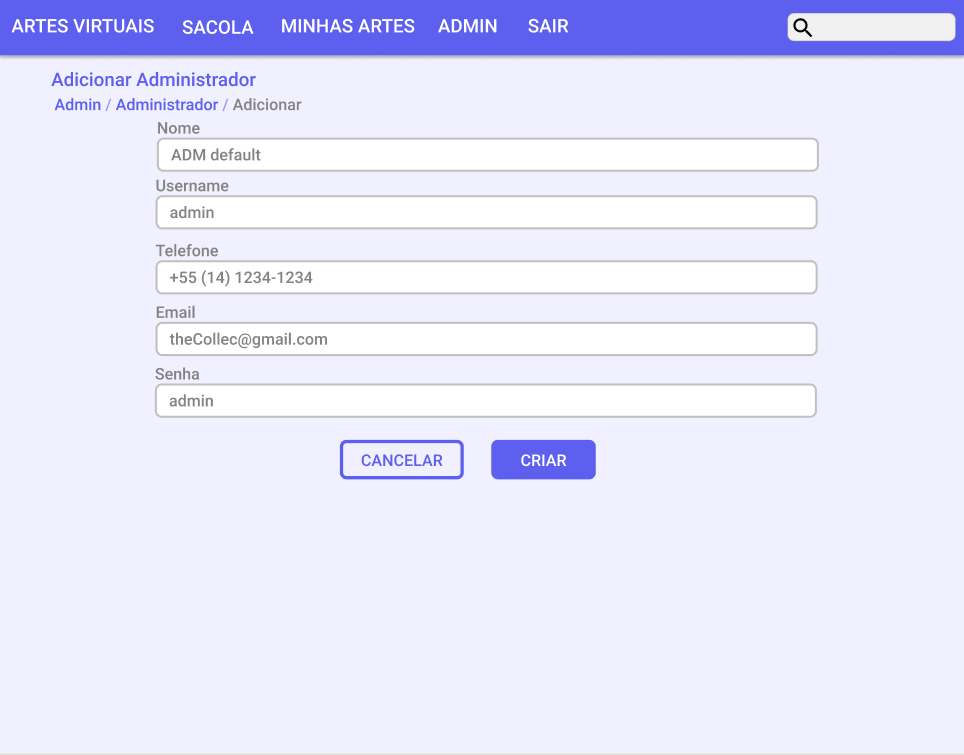 ARTES VIRTUAIS SACOLA MINHAS ARTES ADMIN SAIR
Adicionar Administrador
Admin / Administrador / Adicionar
Nome
ADM default
Username
admin
Telefone
+55 (14) 1234-1234
Email
theCollec@gmail.com
Senha
admin
CANCELAR CRIAR